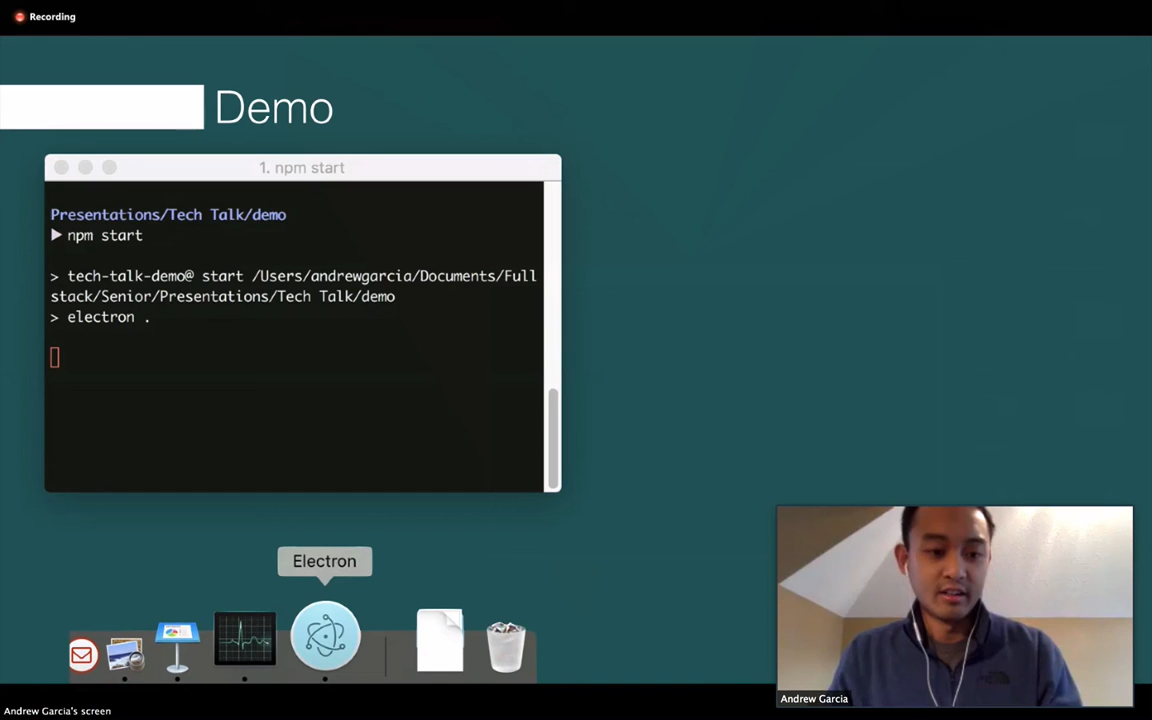 Recording
Demo
1. npm start
Presentations/Tech Talk/demo
▶ npm start
> tech-talk-demo@ start /Users/andrewgarcia/Documents/Full
stack/Senior/Presentations/Tech Talk/demo
> electron .
Electron
Andrew Garcia
Andrew Garcia's screen